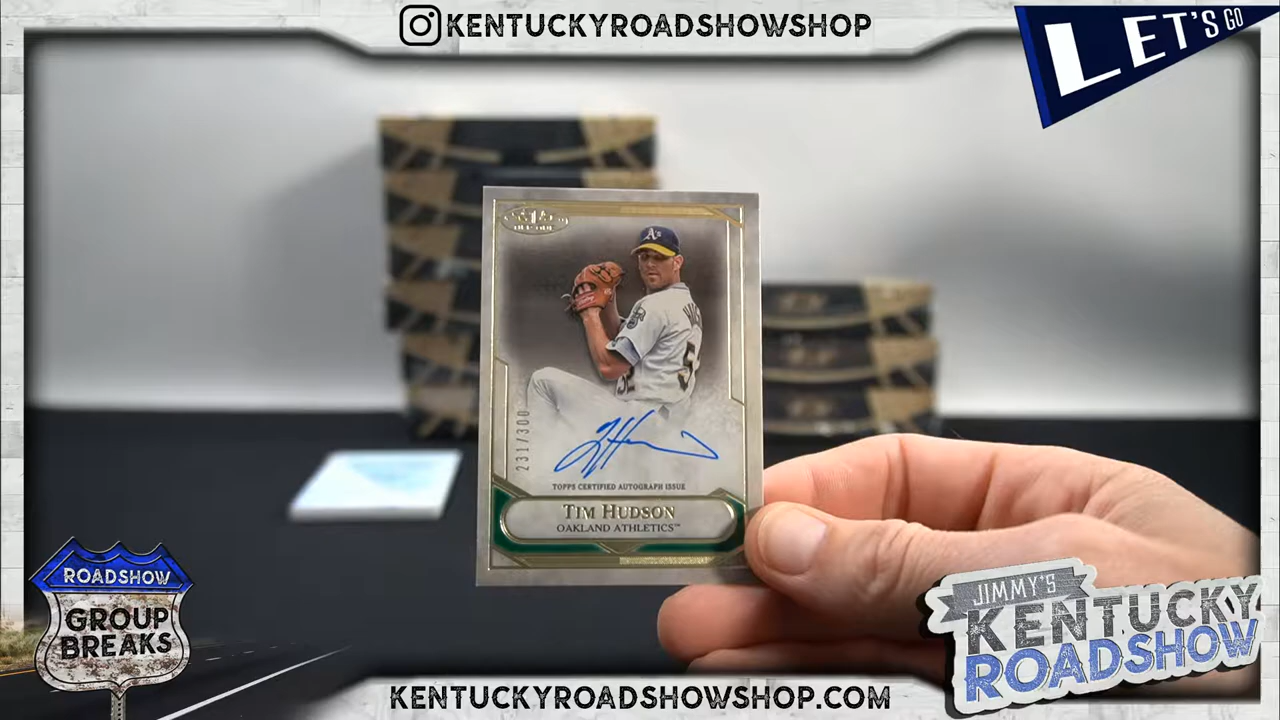 KENTUCKYROADSHOWSHOP
LET'S GO
A's
52
231/300
TOPPS CERTIFIED AUTOGRAPH ISSUE
TIM HUDSON
OAKLAND ATHLETICS™
ROADSHOW
GROUP
BREAKS
JIMMY'S
KENTUCKY
ROADSHOW
KENTUCKYROADSHOWSHOP.COM